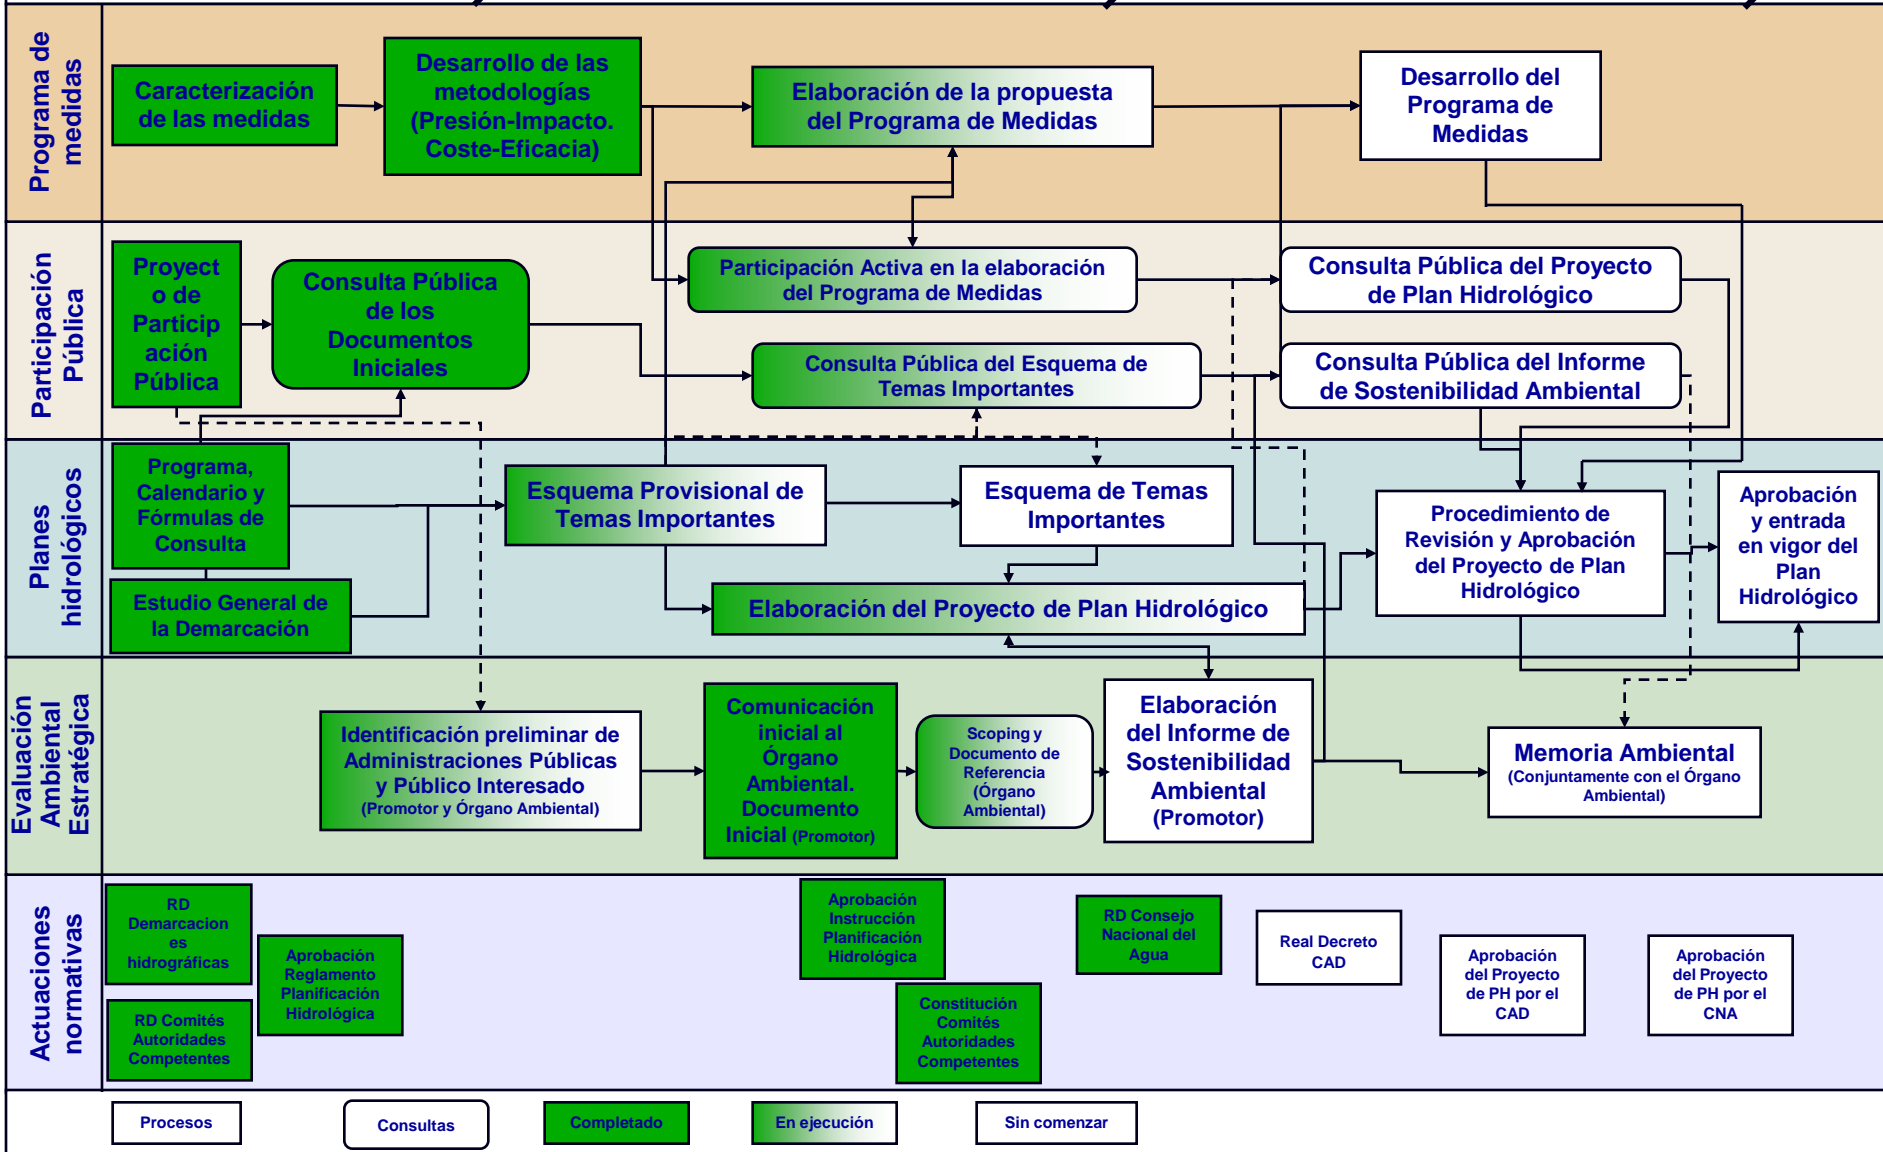 Programa de
medidas
Caracterización
de las medidas
Desarrollo de las
metodologías
(Presión-Impacto.
Coste-Eficacia)
Elaboración de la propuesta
del Programa de Medidas
Desarrollo del
Programa de
Medidas
Participación
Pública
Proyect
o de
Particip
ación
Pública
Consulta Pública
de los
Documentos
Iniciales
Participación Activa en la elaboración
del Programa de Medidas
Consulta Pública del Proyecto
de Plan Hidrológico
Consulta Pública del Esquema de
Temas Importantes
Consulta Pública del Informe
de Sostenibilidad Ambiental
Planes
hidrológicos
Programa,
Calendario y
Fórmulas de
Consulta
Estudio General de
la Demarcación
Esquema Provisional de
Temas Importantes
Esquema de Temas
Importantes
Elaboración del Proyecto de Plan Hidrológico
Procedimiento de
Revisión y Aprobación
del Proyecto de Plan
Hidrológico
Aprobación
y entrada
en vigor del
Plan
Hidrológico
Evaluación
Ambiental
Estratégica
Identificación preliminar de
Administraciones Públicas
y Público Interesado
(Promotor y Órgano Ambiental)
Comunicación
inicial al
Órgano
Ambiental.
Documento
Inicial (Promotor)
Scoping y
Documento de
Referencia
(Órgano
Ambiental)
Elaboración
del Informe de
Sostenibilidad
Ambiental
(Promotor)
Memoria Ambiental
(Conjuntamente con el Órgano
Ambiental)
Actuaciones
normativas
RD
Demarcacion
es
hidrográficas
RD Comités
Autoridades
Competentes
Aprobación
Reglamento
Planificación
Hidrológica
Aprobación
Instrucción
Planificación
Hidrológica
Constitución
Comités
Autoridades
Competentes
RD Consejo
Nacional del
Agua
Real Decreto
CAD
Aprobación
del Proyecto
de PH por el
CAD
Aprobación
del Proyecto
de PH por el
CNA
Procesos
Consultas
Completado
En ejecución
Sin comenzar